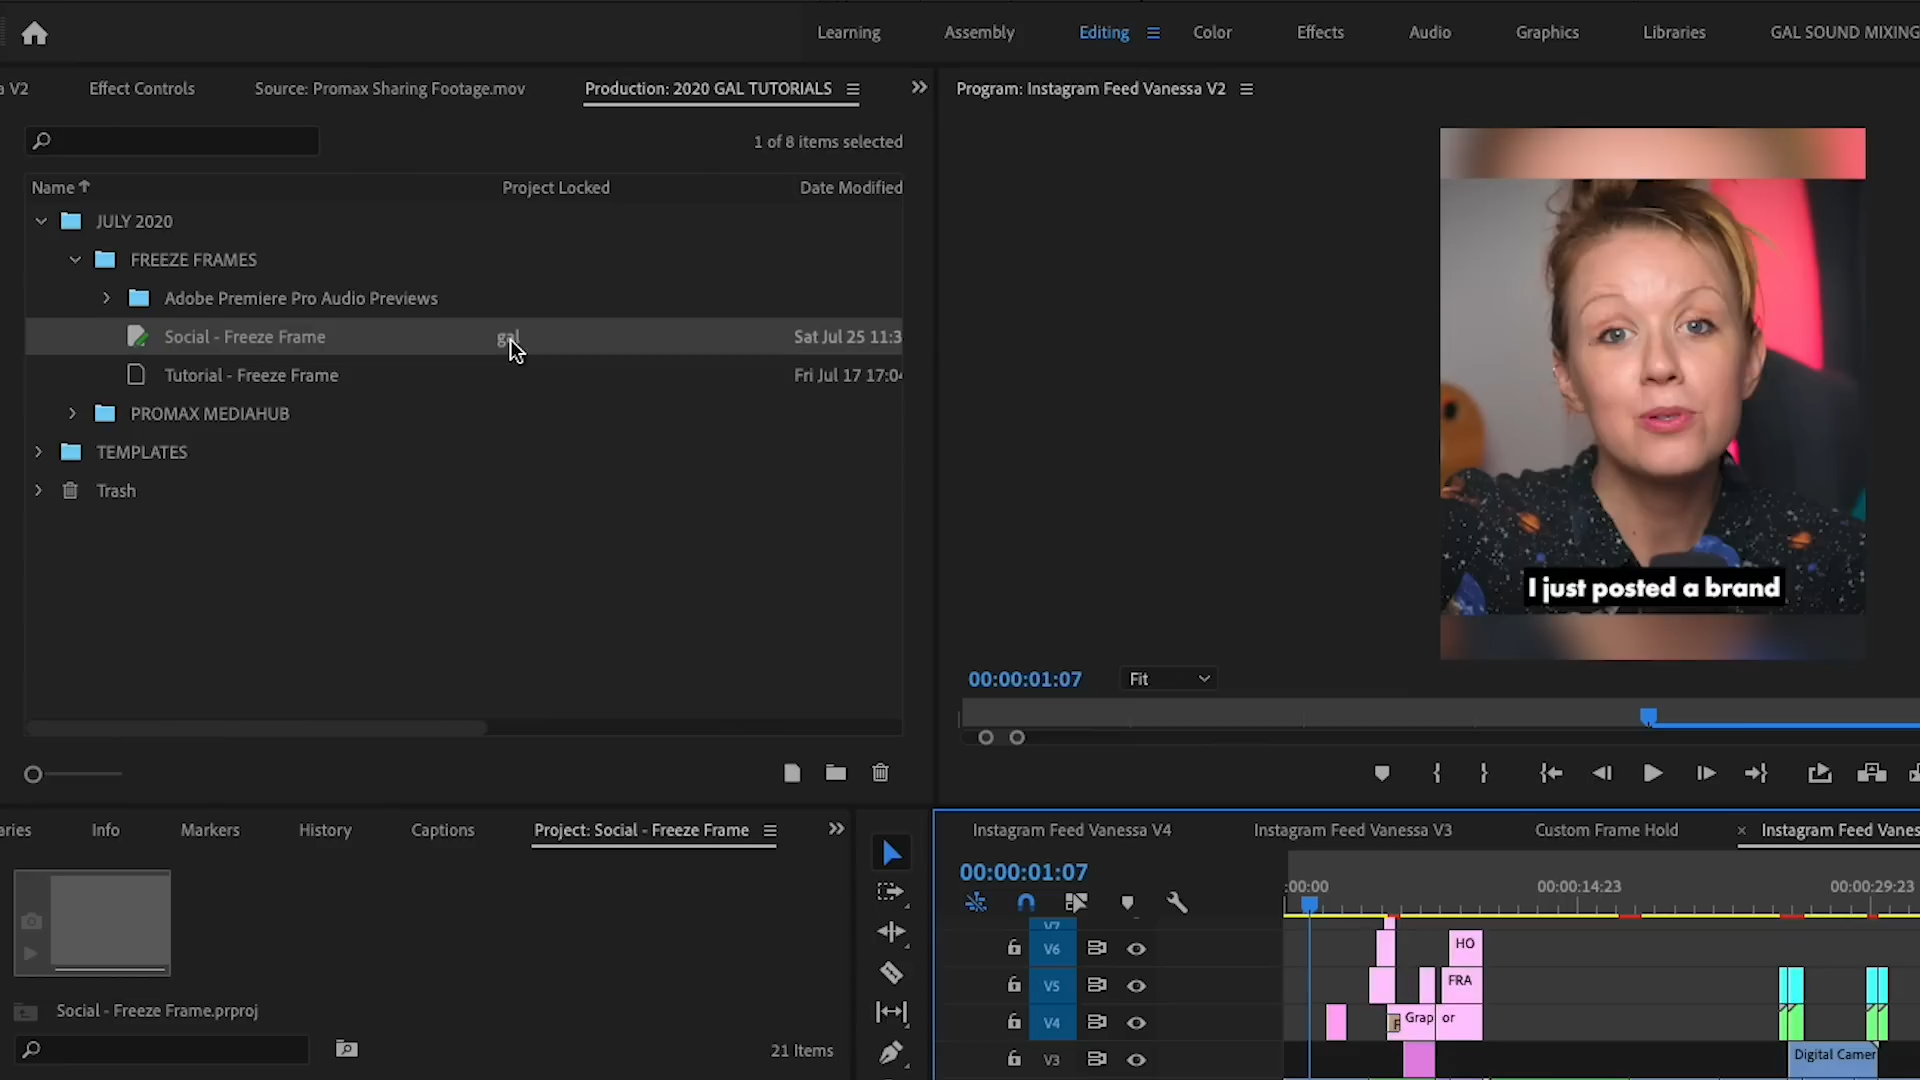 Learning Assembly Editing Color Effects Audio Graphics Libraries GAL SOUND MIXING
a V2 Effect Controls Source: Promax Sharing Footage.mov Production: 2020 GAL TUTORIALS
Program: Instagram Feed Vanessa V2
1 of 8 items selected
Name Project Locked Date Modified
JULY 2020
FREEZE FRAMES
Adobe Premiere Pro Audio Previews
Social - Freeze Frame gal Sat Jul 25 11:3
Tutorial - Freeze Frame Fri Jul 17 17:04
PROMAX MEDIAHUB
TEMPLATES
Trash
I just posted a brand
00:00:01:07 Fit
aries Info Markers History Captions Project: Social - Freeze Frame
Social - Freeze Frame.prproj
21 Items
Instagram Feed Vanessa V4 Instagram Feed Vanessa V3 Custom Frame Hold Instagram Feed Vanes
00:00:01:07
:00:00 00:00:14:23 00:00:29:23
V7
V6 HO
V5 FRA
V4 F Grap or
V3 Digital Camer